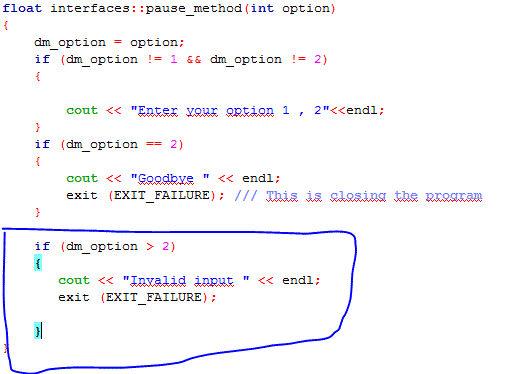 float interfaces::pause_method(int option)
{
dm_option = option;
if (dm_option != 1 && dm_option != 2)
{
cout << "Enter your option 1 , 2"<<endl;
}
if (dm_option == 2)
{
cout << "Goodbye " << endl;
exit (EXIT_FAILURE); /// This is closing the program
}
if (dm_option > 2)
{
cout << "Invalid input " << endl;
exit (EXIT_FAILURE);
}
}